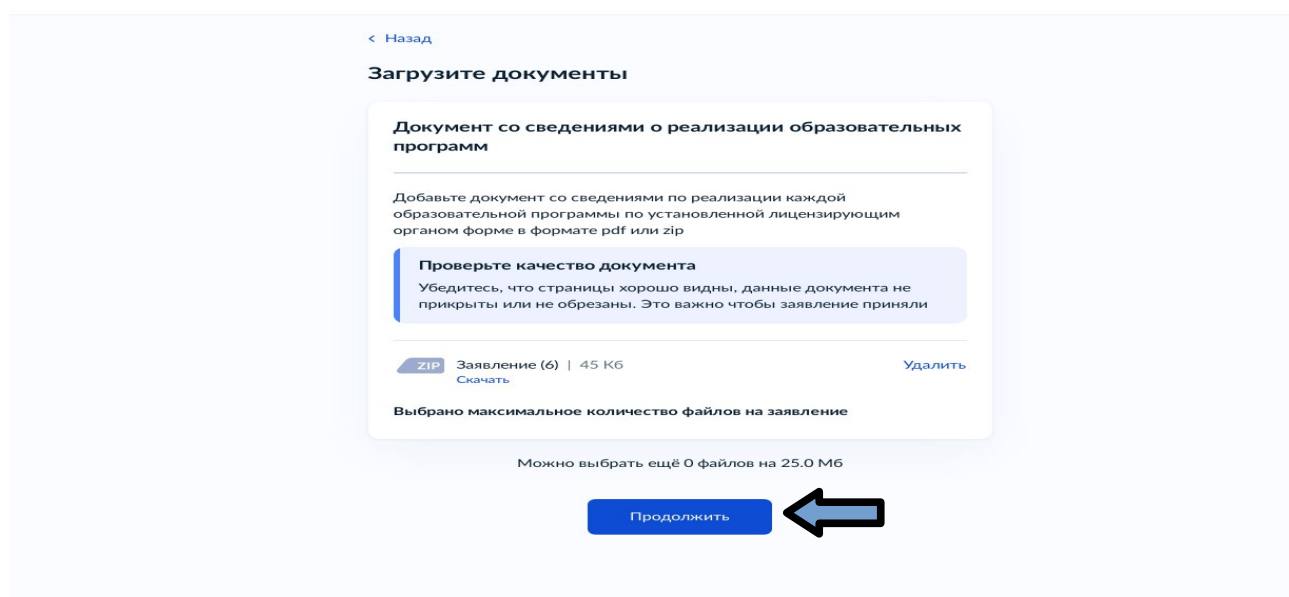 < Назад
Загрузите документы
Документ со сведениями о реализации образовательных
программ
Добавьте документ со сведениями по реализации каждой
образовательной программы по установленной лицензирующим
органом форме в формате pdf или zip
Проверьте качество документа
Убедитесь, что страницы хорошо видны, данные документа не
прикрыты или не обрезаны. Это важно чтобы заявление приняли
ZIP Заявление (6) | 45 Кб Удалить
Скачать
Выбрано максимальное количество файлов на заявление
Можно выбрать ещё 0 файлов на 25.0 Мб
Продолжить